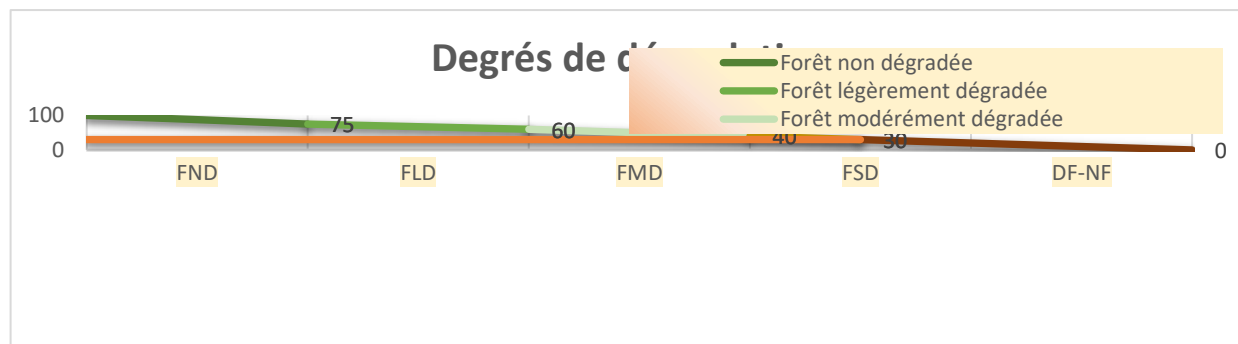 Degrés de
Forêt non dégradée
Forêt légèrement dégradée
Forêt modérément dégradée
100
75
60
40
30
0
0
FND FLD FMD FSD DF-NF